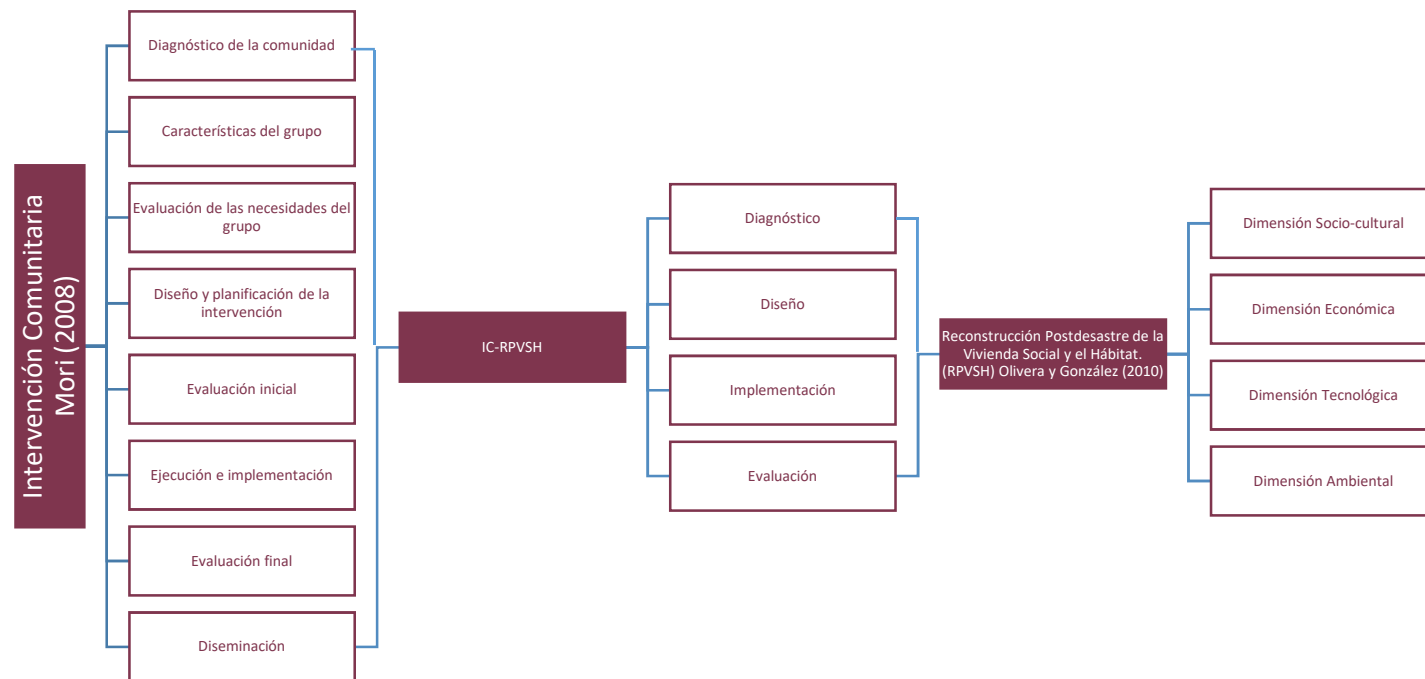 Intervención Comunitaria
Mori (2008)
Diagnóstico de la comunidad
Características del grupo
Evaluación de las necesidades del
grupo
Diseño y planificación de la
intervención
Evaluación inicial
Ejecución e implementación
Evaluación final
Diseminación
IC-RPVSH
Diagnóstico
Diseño
Implementación
Evaluación
Reconstrucción Postdesastre de la
Vivienda Social y el Hábitat.
(RPVSH) Olivera y González (2010)
Dimensión Socio-cultural
Dimensión Económica
Dimensión Tecnológica
Dimensión Ambiental